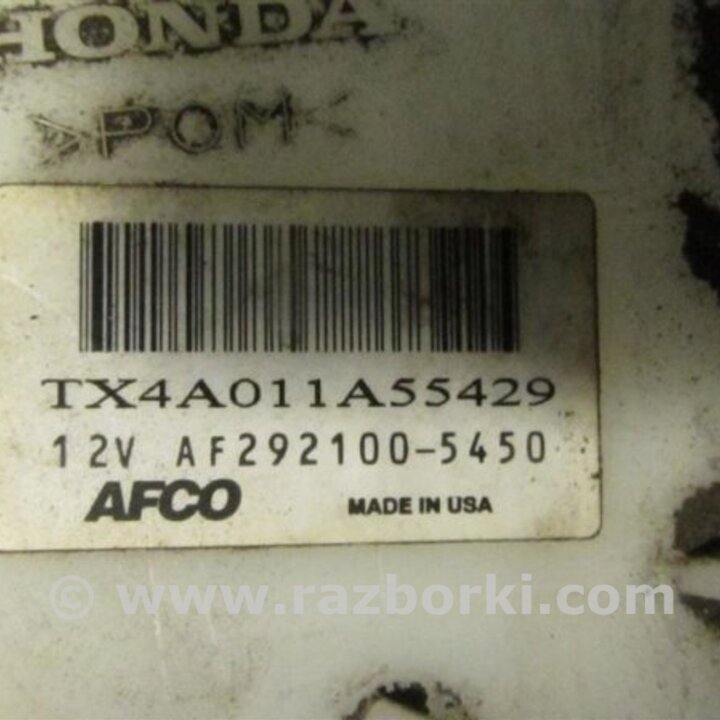 HONDA
>POM<
TX4A011A55429
12V AF292100-5450
AFCO MADE IN USA
© www.razborki.com